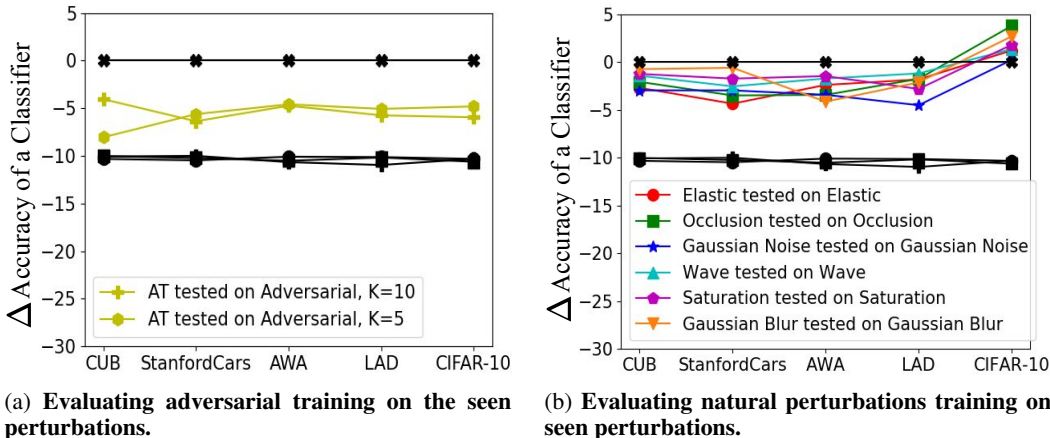 5
0
−5
−10
−15
−20
−25
−30
Δ Accuracy of a Classifier
AT tested on Adversarial, K=10
AT tested on Adversarial, K=5
CUB StanfordCars AWA LAD CIFAR-10
(a) Evaluating adversarial training on the seen
perturbations.
5
0
−5
−10
−15
−20
−25
−30
Δ Accuracy of a Classifier
Elastic tested on Elastic
Occlusion tested on Occlusion
Gaussian Noise tested on Gaussian Noise
Wave tested on Wave
Saturation tested on Saturation
Gaussian Blur tested on Gaussian Blur
CUB StanfordCars AWA LAD CIFAR-10
(b) Evaluating natural perturbations training on
seen perturbations.